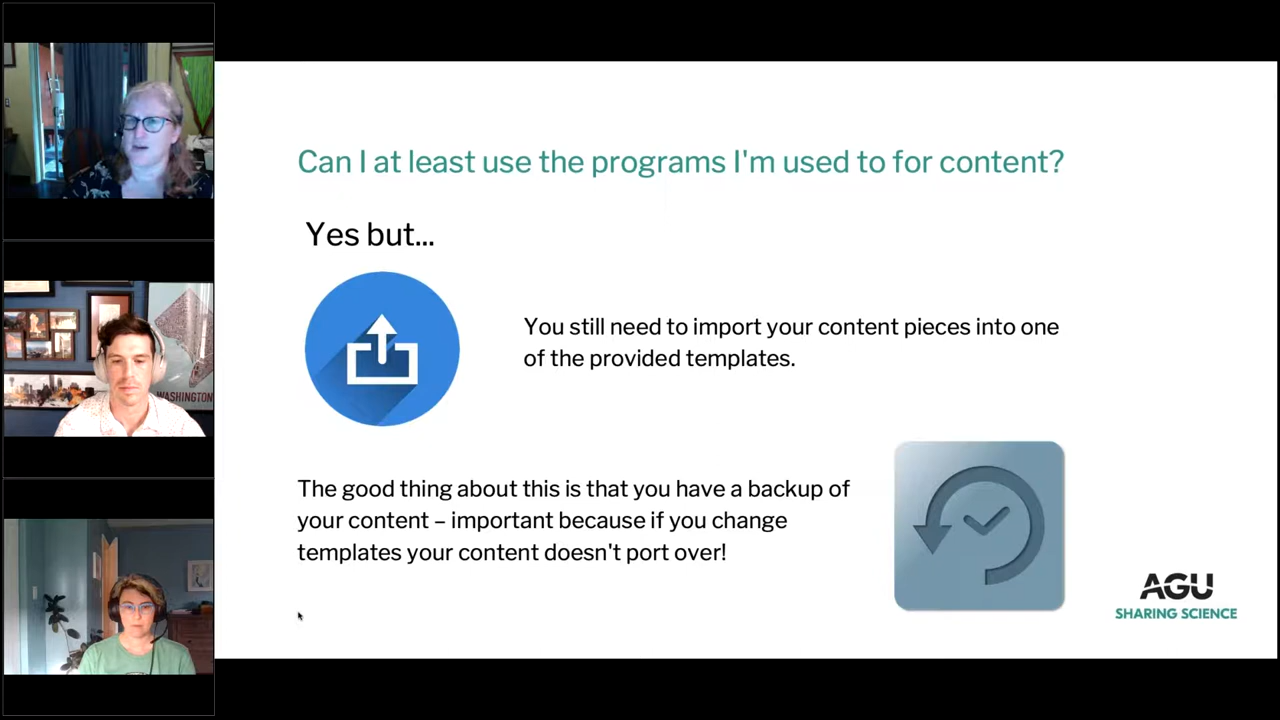 Can I at least use the programs I'm used to for content?
Yes but...
You still need to import your content pieces into one
of the provided templates.
The good thing about this is that you have a backup of
your content – important because if you change
templates your content doesn't port over!
AGU
SHARING SCIENCE
WASHINGTON